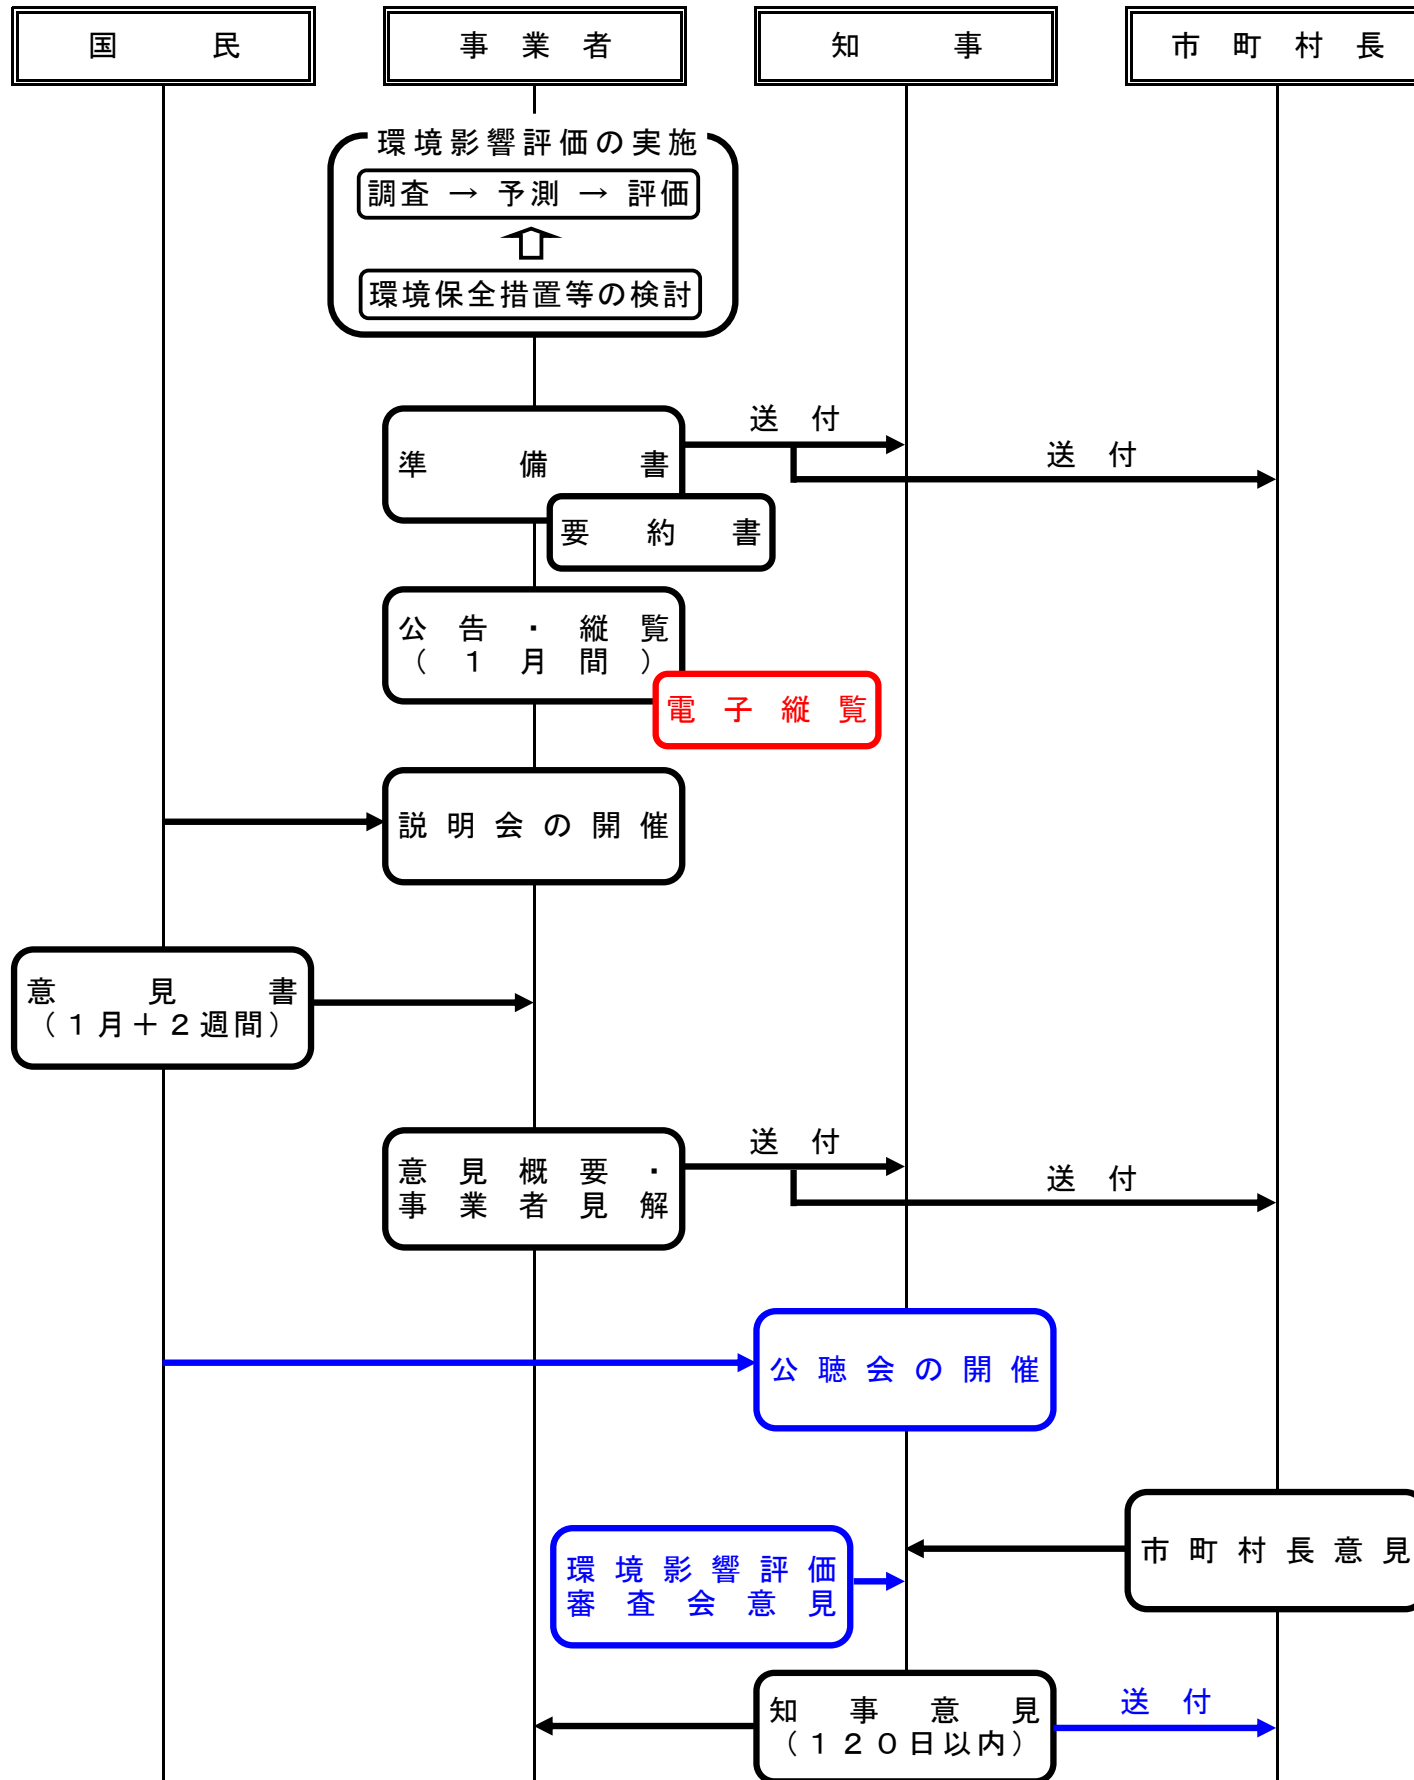 国民
事業者
知事
市町村長
環境影響評価の実施
調査 → 予測 → 評価
環境保全措置等の検討
準備書
送付
送付
要約書
公告・縦覧
（1月間）
電子縦覧
説明会の開催
意見書
（1月＋2週間）
意見概要・
事業者見解
送付
送付
公聴会の開催
市町村長意見
環境影響評価
審査会意見
知事意見
（120日以内）
送付